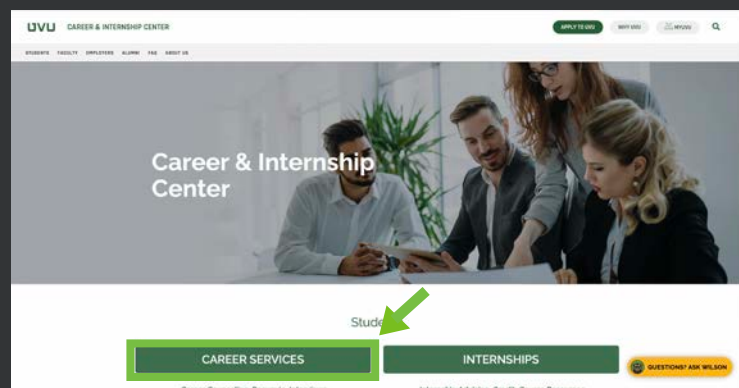 UVU CAREER & INTERNSHIP CENTER
APPLY TO UVU WHY UVU MYUVU
STUDENTS FACULTY EMPLOYERS ALUMNI FAQ ABOUT US
Career & Internship
Center
Stude
CAREER SERVICES INTERNSHIPS
QUESTIONS? ASK WILSON